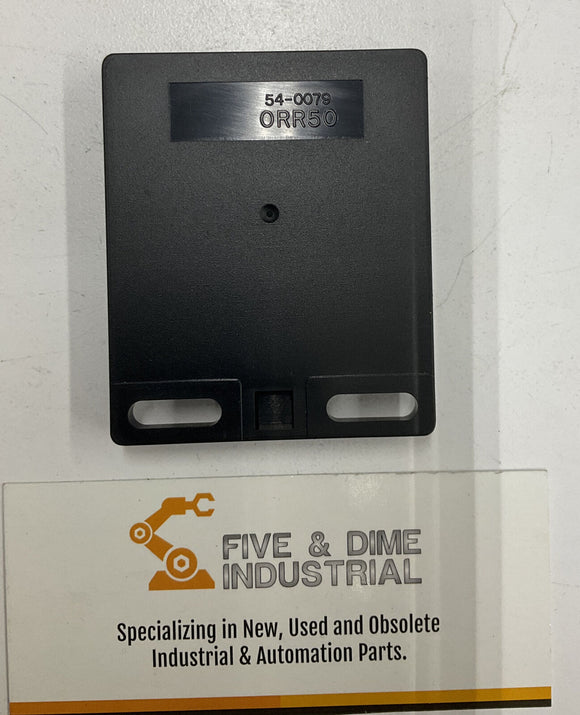 54-0079
ORR50
FIVE & DIME
INDUSTRIAL
Specializing in New, Used and Obsolete
Industrial & Automation Parts.